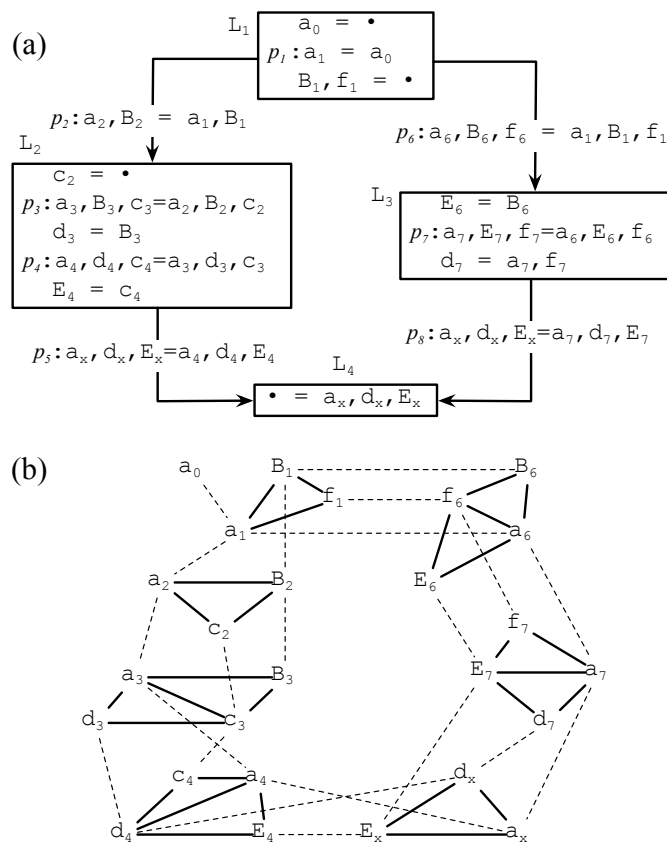 (a)
L1
a0 = •
p1:a1 = a0
B1,f1 = •
p2:a2,B2 = a1,B1
p6:a6,B6,f6 = a1,B1,f1
L2
c2 = •
p3:a3,B3,c3=a2,B2,c2
d3 = B3
p4:a4,d4,c4=a3,d3,c3
E4 = c4
L3
E6 = B6
p7:a7,E7,f7=a6,E6,f6
d7 = a7,f7
p5:ax,dx,Ex=a4,d4,E4
p8:ax,dx,Ex=a7,d7,E7
L4
• = ax,dx,Ex
(b)
a0 B1 B6
f1 f6
a1 a6
a2 B2 E6
c2 f7
a3 B3 E7 a7
d3 c3 d7
c4 a4 dx
d4 E4 Ex ax